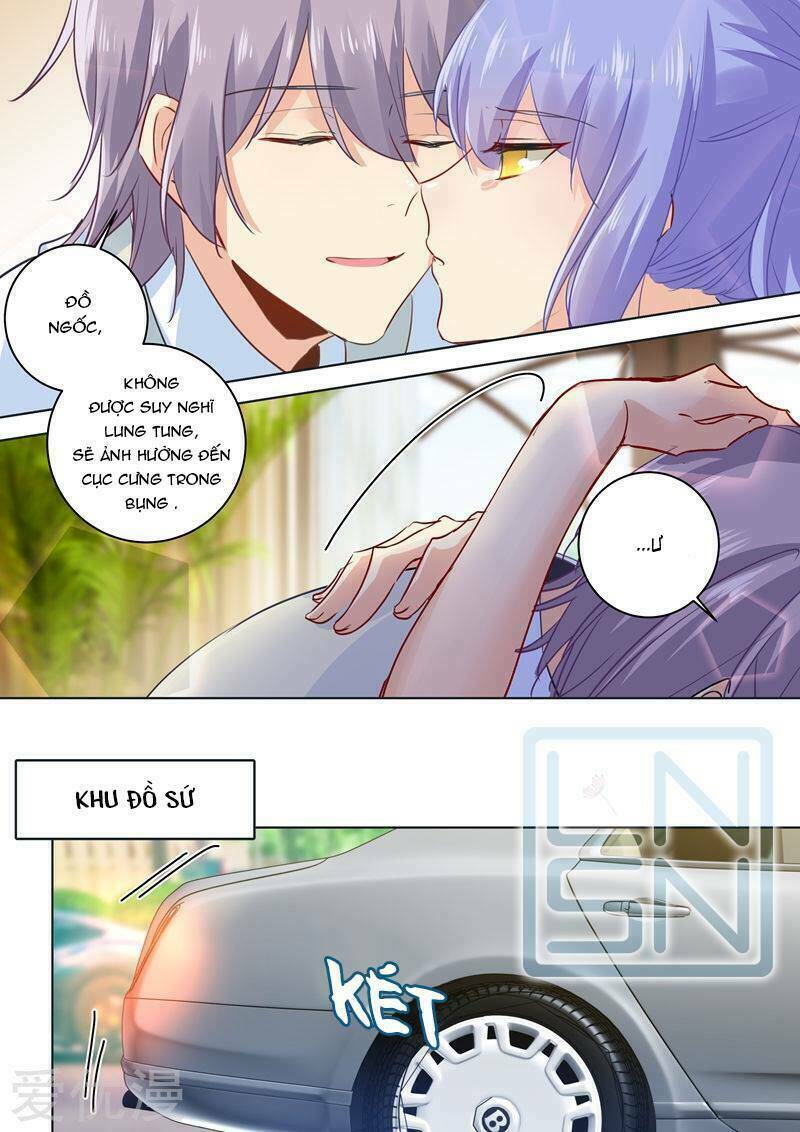 ĐỒ
NGỐC,
KHÔNG
ĐƯỢC SUY NGHĨ
LUNG TUNG,
SẼ ẢNH HƯỞNG ĐẾN
CỤC CƯNG TRONG
BỤNG .
...Ư
KHU ĐỒ SỨ
LN
SN
KÉT
B
爱优漫